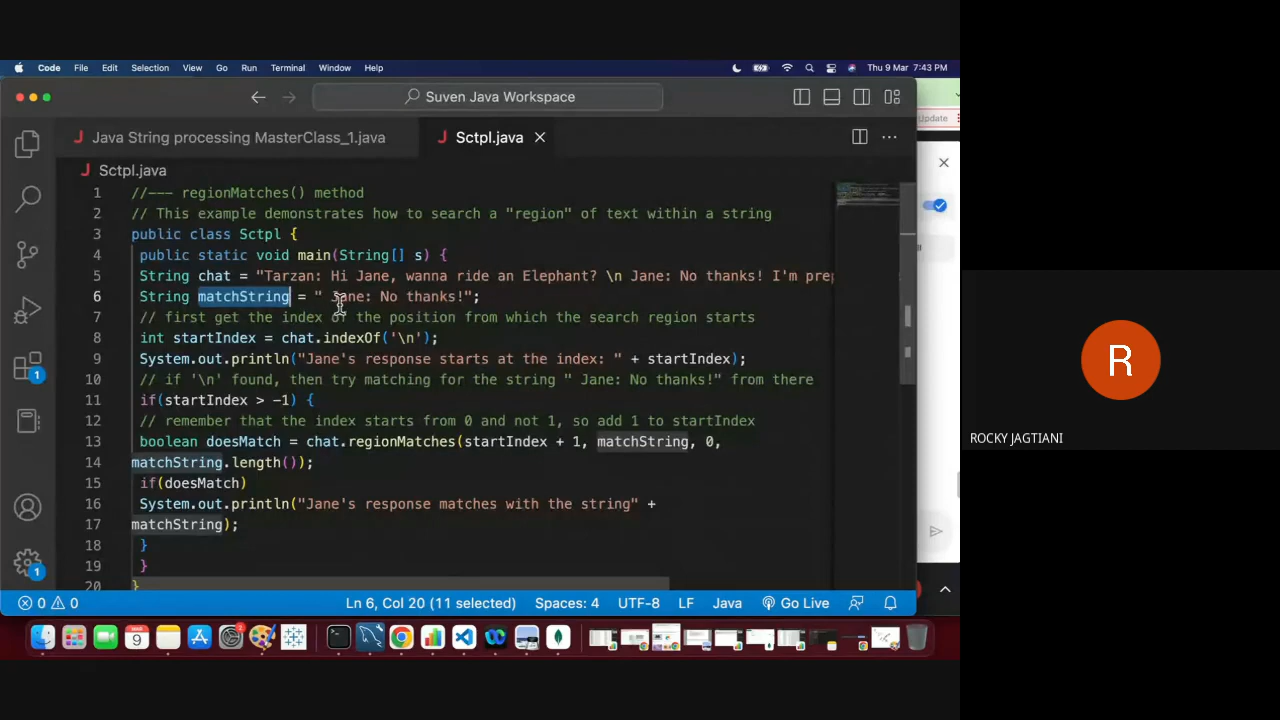 Code File Edit Selection View Go Run Terminal Window Help Thu 9 Mar 7:43 PM
Suven Java Workspace
Update
J Java String processing MasterClass_1.java J Sctpl.java
J Sctpl.java
1 //--- regionMatches() method
2 // This example demonstrates how to search a "region" of text within a string
3 public class Sctpl {
4 public static void main(String[] s) {
5 String chat = "Tarzan: Hi Jane, wanna ride an Elephant? \n Jane: No thanks! I'm prep
6 String matchString = " Jane: No thanks!";
7 // first get the index of the position from which the search region starts
8 int startIndex = chat.indexOf('\n');
9 System.out.println("Jane's response starts at the index: " + startIndex);
10 // if '\n' found, then try matching for the string " Jane: No thanks!" from there
11 if(startIndex > -1) {
12 // remember that the index starts from 0 and not 1, so add 1 to startIndex
13 boolean doesMatch = chat.regionMatches(startIndex + 1, matchString, 0,
14 matchString.length());
15 if(doesMatch)
16 System.out.println("Jane's response matches with the string" +
17 matchString);
18 }
19 }
20 }
R
ROCKY JAGTIANI
1
1
0 0 Ln 6, Col 20 (11 selected) Spaces: 4 UTF-8 LF Java Go Live
9